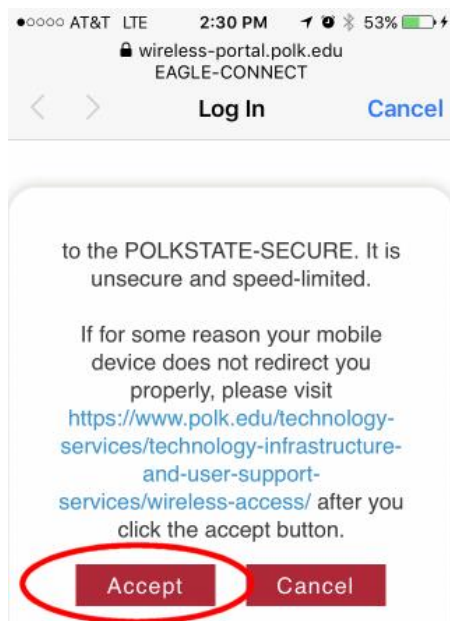 AT&T LTE 2:30 PM 53%
wireless-portal.polk.edu
EAGLE-CONNECT
Log In Cancel
to the POLKSTATE-SECURE. It is
unsecure and speed-limited.
If for some reason your mobile
device does not redirect you
properly, please visit
https://www.polk.edu/technology-
services/technology-infrastructure-
and-user-support-
services/wireless-access/ after you
click the accept button.
Accept Cancel